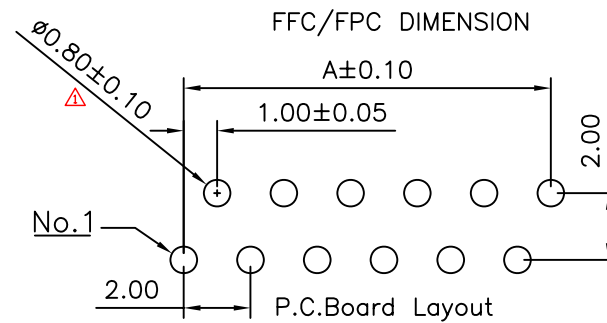 FFC/FPC DIMENSION
ø0.80±0.10
1
A±0.10
1.00±0.05
2.00
No.1
2.00
P.C.Board Layout